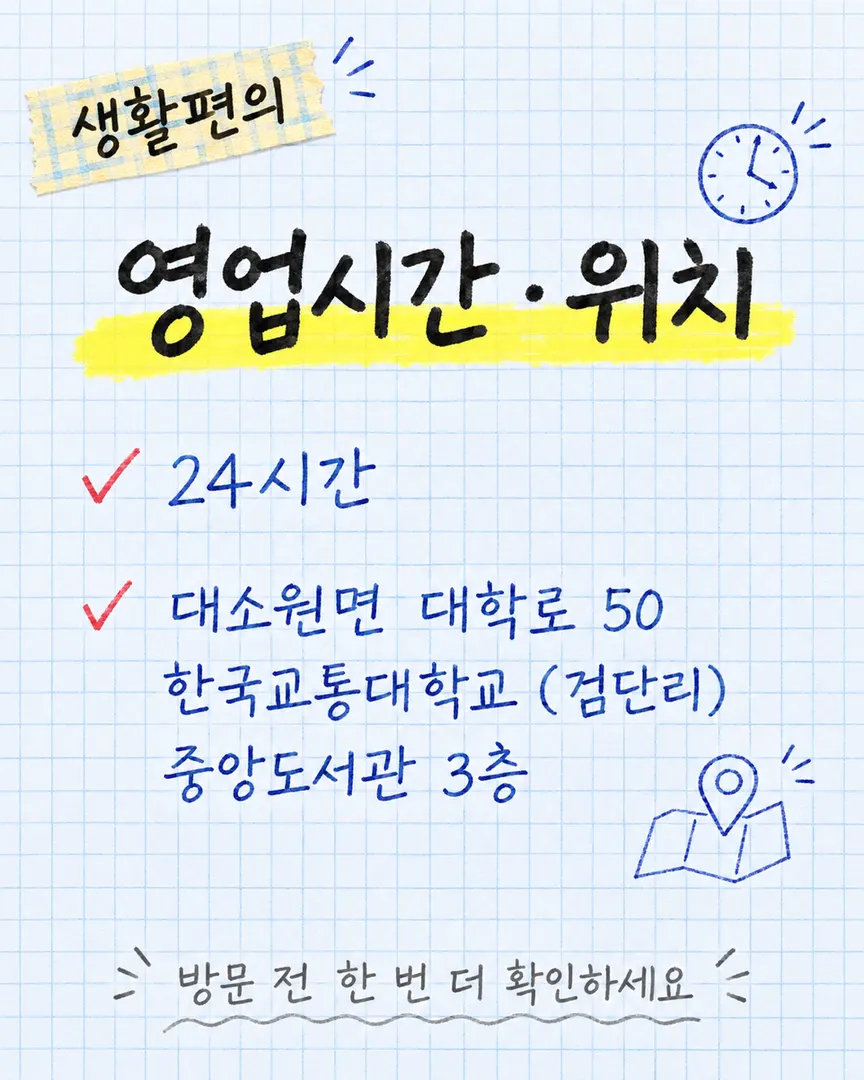 생활편의
영업시간·위치
24시간
대소원면 대학로 50
한국교통대학교 (검단리)
중앙도서관 3층
방문 전 한 번 더 확인하세요